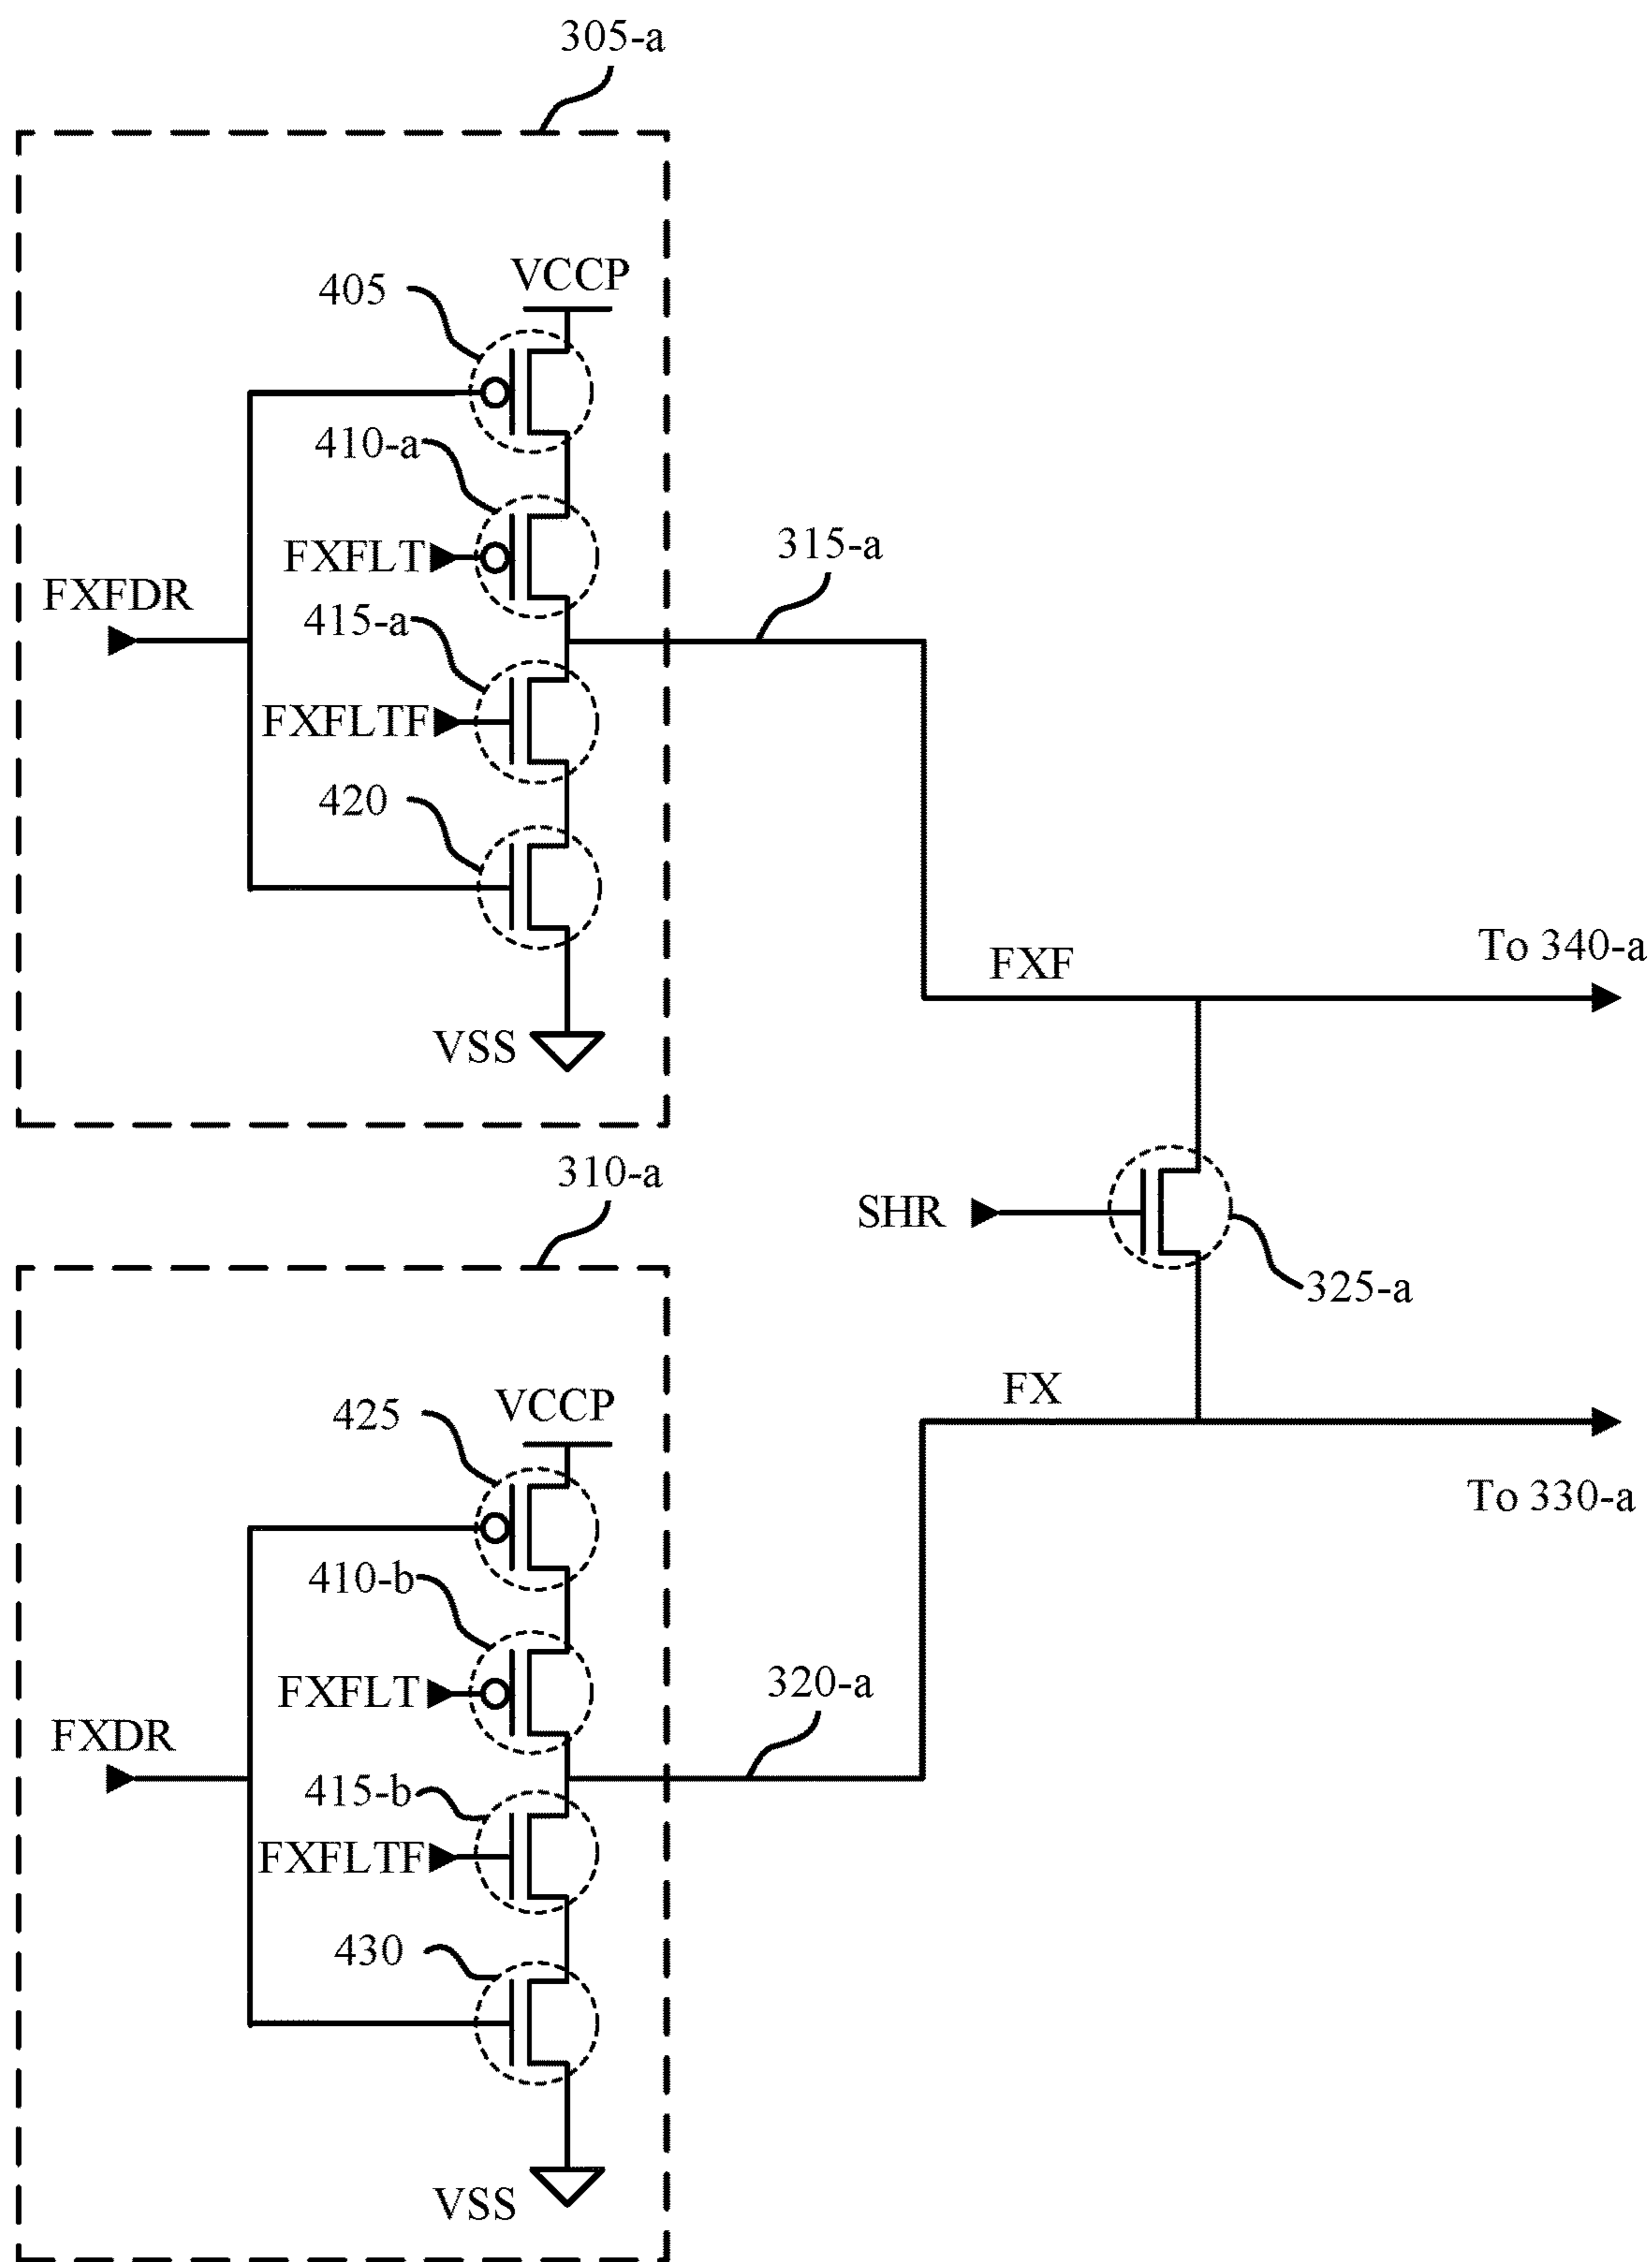 305-a
VCCP
405
410-a
FXFLT
FXFDR
415-a
FXFLTF
420
VSS
315-a
FXF
To 340-a
SHR
325-a
FX
To 330-a
310-a
VCCP
425
410-b
FXFLT
FXDR
415-b
FXFLTF
430
VSS
320-a